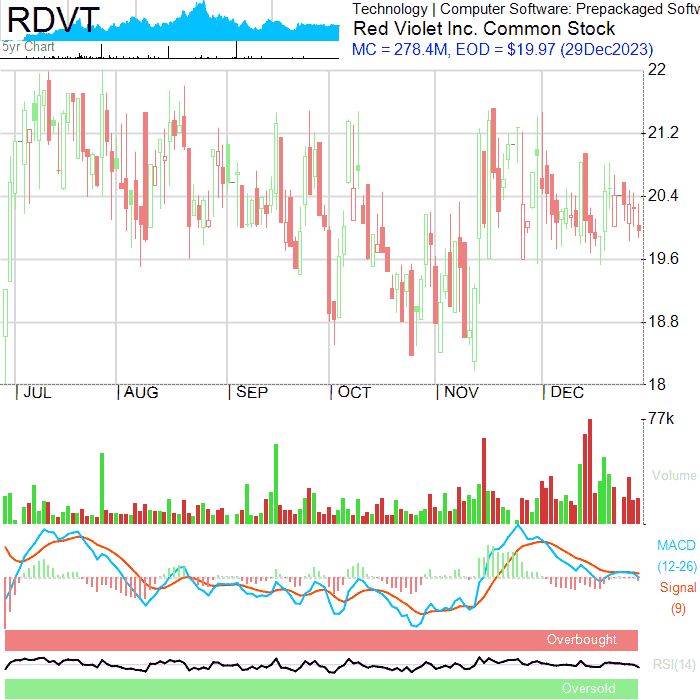 RDVT
5yr Chart
Technology | Computer Software: Prepackaged Softw
Red Violet Inc. Common Stock
MC = 278.4M, EOD = $19.97 (29Dec2023)
22
21.2
20.4
19.6
18.8
18
| JUL | AUG | SEP | OCT | NOV | DEC
77k
Volume
MACD
(12-26)
Signal
(9)
Overbought
RSI(14)
Oversold